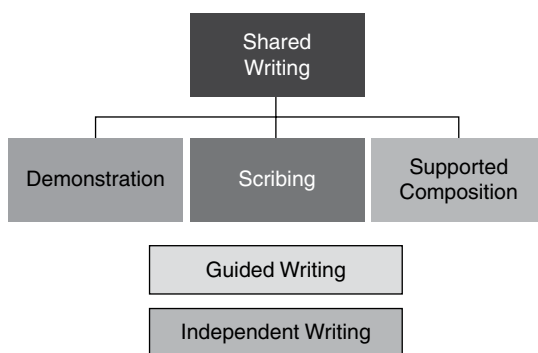 Shared
Writing
Demonstration
Scribing
Supported
Composition
Guided Writing
Independent Writing